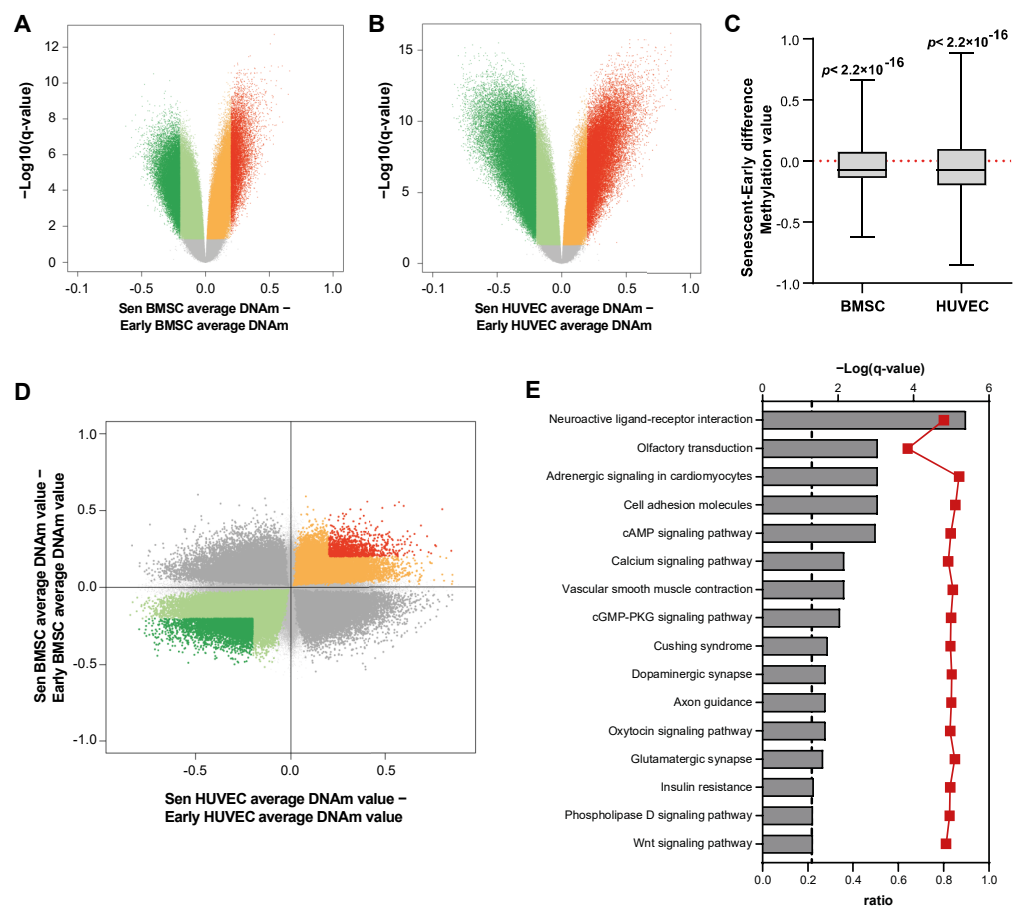 A
−Log10(q-value)
12
10
8
6
4
2
0
-0.1
-0.5
0.0
0.5
1.0
Sen BMSC average DNAm −
Early BMSC average DNAm
B
−Log10(q-value)
15
10
5
0
-0.1
-0.5
0.0
0.5
1.0
Sen HUVEC average DNAm −
Early HUVEC average DNAm
C
Senescent-Early difference
Methylation value
1.0
0.5
0.0
-0.5
-1.0
p< 2.2×10-16
p< 2.2×10-16
BMSC
HUVEC
D
Sen BMSC average DNAm value −
Early BMSC average DNAm value
1.0
0.5
0.0
-0.5
-1.0
-0.5
0.0
0.5
Sen HUVEC average DNAm value −
Early HUVEC average DNAm value
E
−Log(q-value)
0
2
4
6
Neuroactive ligand-receptor interaction
Olfactory transduction
Adrenergic signaling in cardiomyocytes
Cell adhesion molecules
cAMP signaling pathway
Calcium signaling pathway
Vascular smooth muscle contraction
cGMP-PKG signaling pathway
Cushing syndrome
Dopaminergic synapse
Axon guidance
Oxytocin signaling pathway
Glutamatergic synapse
Insulin resistance
Phospholipase D signaling pathway
Wnt signaling pathway
0.0
0.2
0.4
0.6
0.8
1.0
ratio